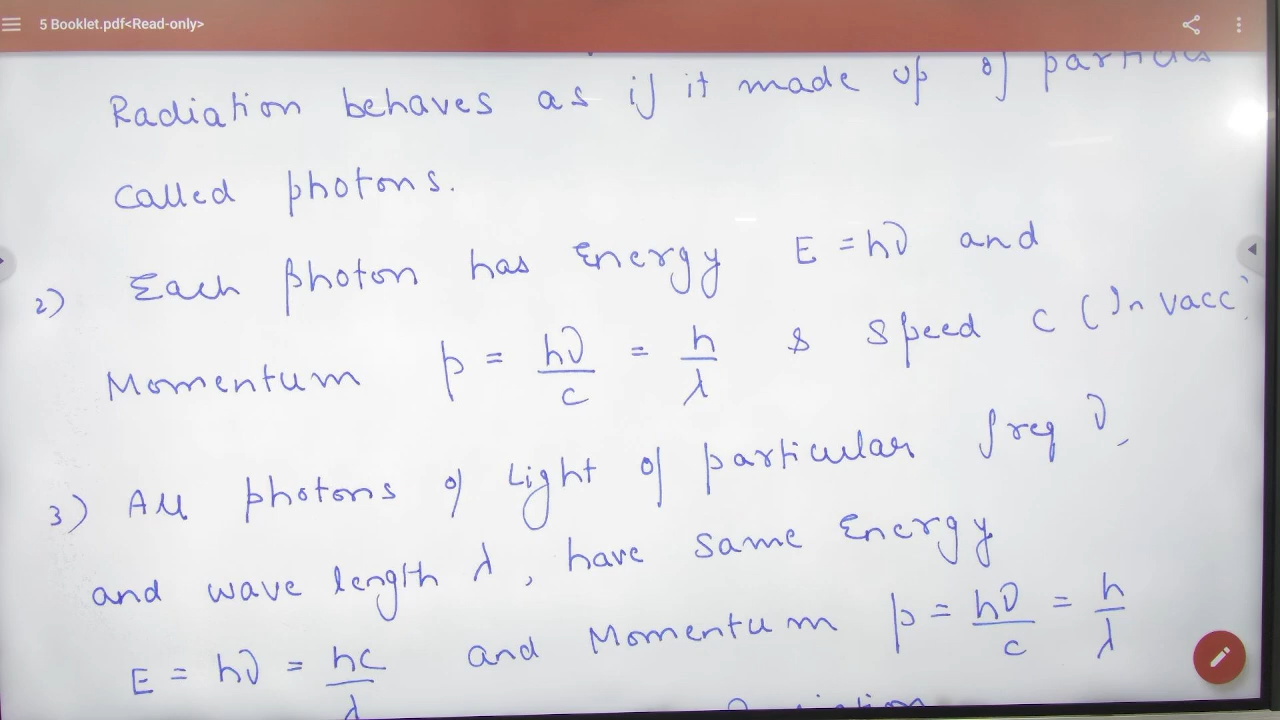 5 Booklet.pdf<Read-only>
Radiation behaves as if it made up of particles
called photons.
2) Each photon has Energy E = hν and
Momentum p = hν/c = h/λ & speed c (In vacc)
3) All photons of Light of particular freq ν,
and wave length λ, have same Energy
E = hν = hc/λ and Momentum p = hν/c = h/λ